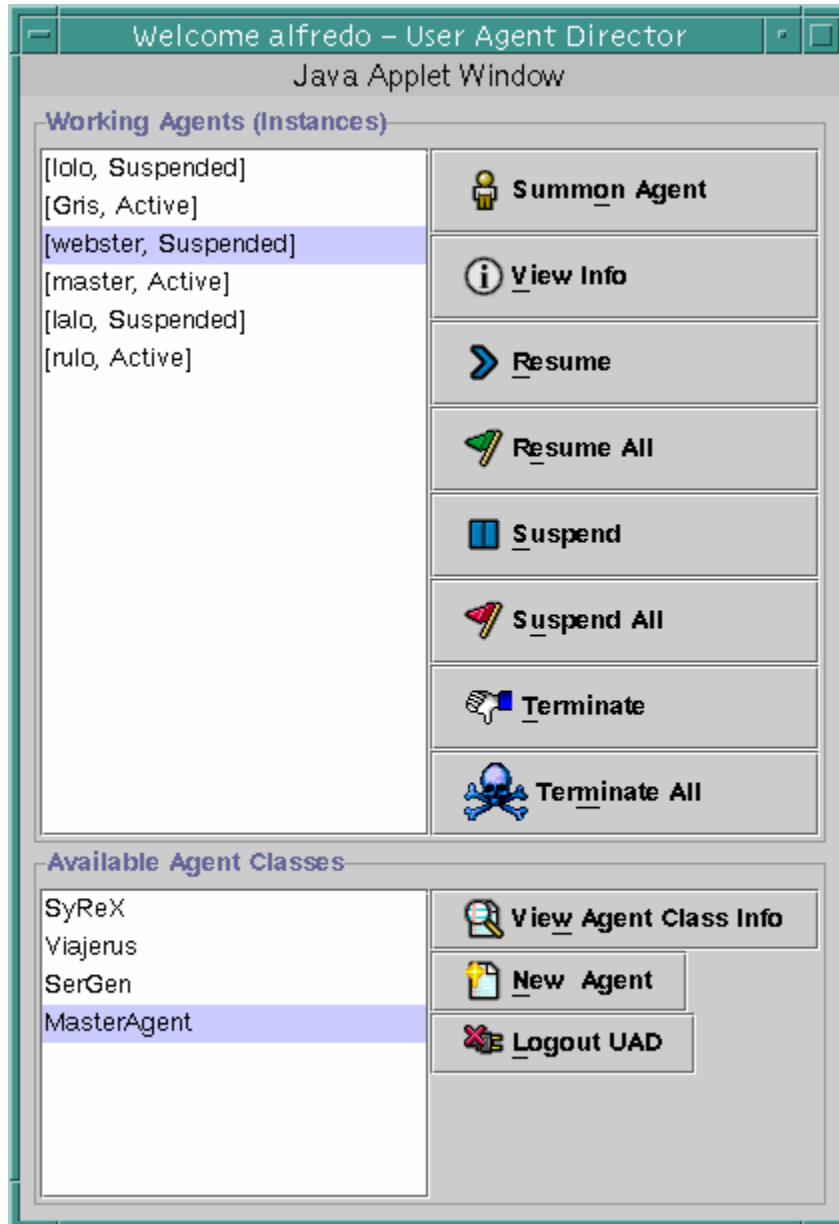 Welcome alfredo – User Agent Director
Java Applet Window
Working Agents (Instances)
[lolo, Suspended]
[Gris, Active]
[webster, Suspended]
[master, Active]
[lalo, Suspended]
[rulo, Active]
Summon Agent
View Info
Resume
Resume All
Suspend
Suspend All
Terminate
Terminate All
Available Agent Classes
SyReX
Viajerus
SerGen
MasterAgent
View Agent Class Info
New Agent
Logout UAD